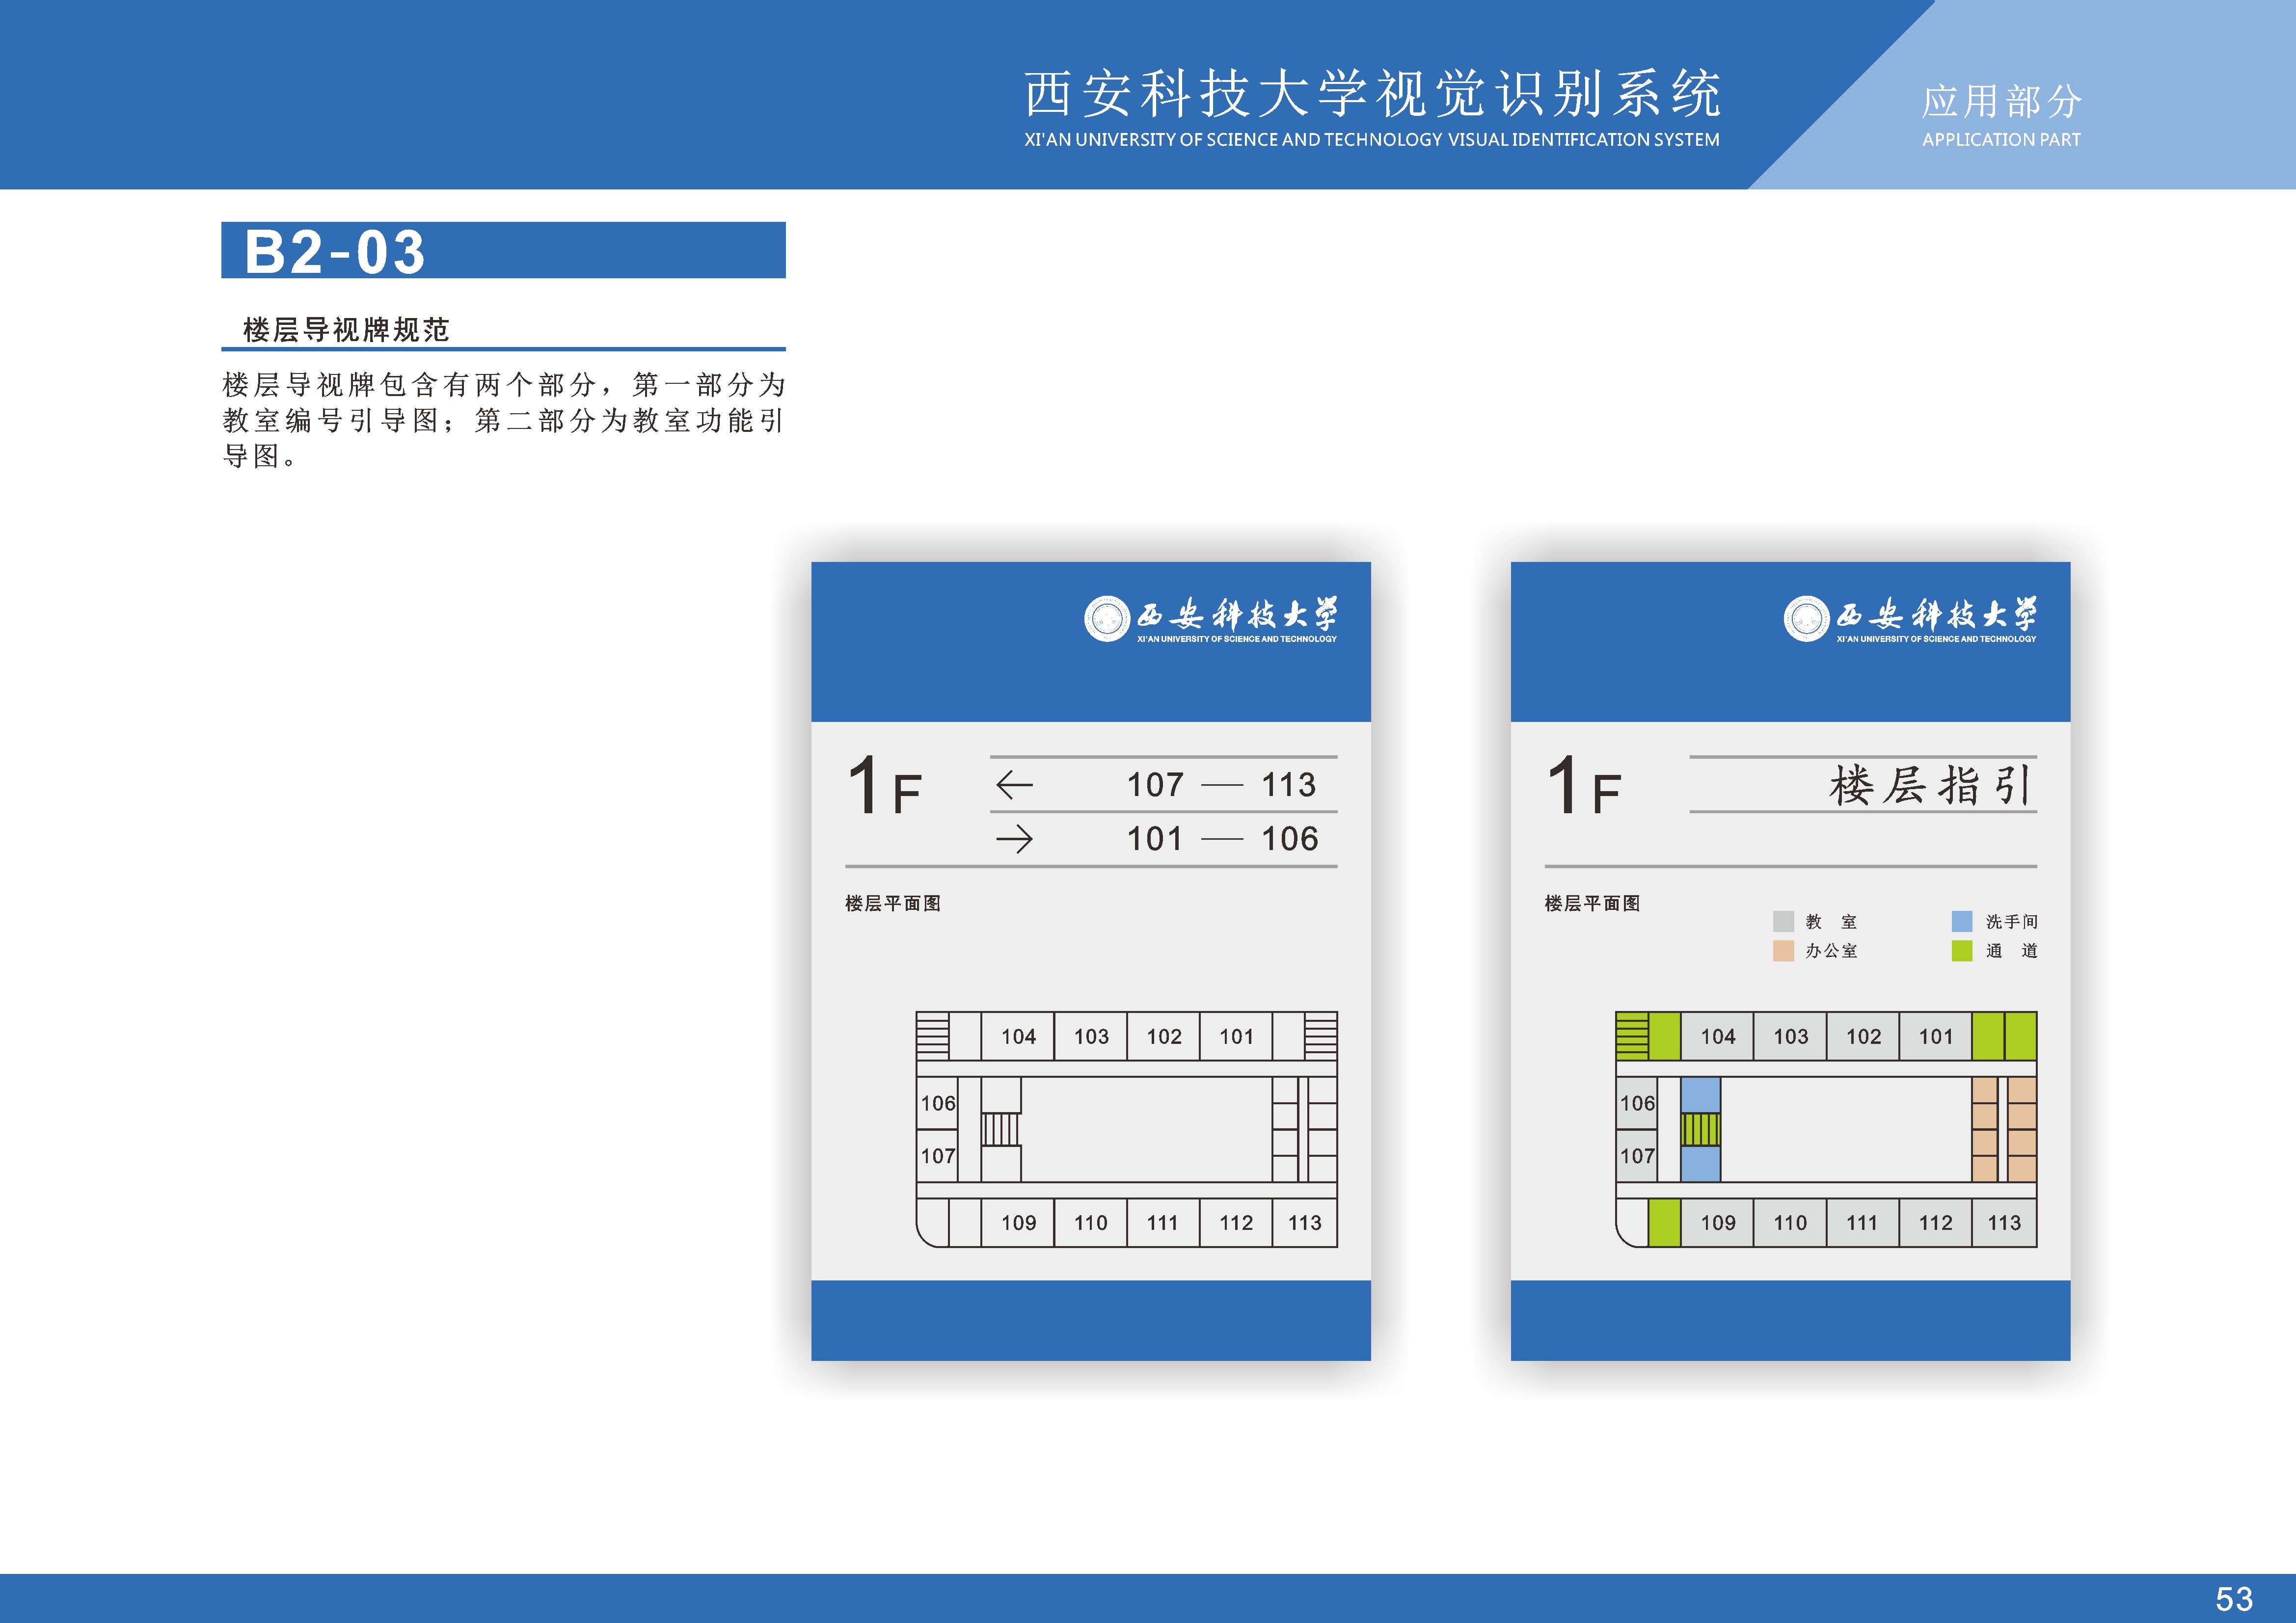 西安科技大学视觉识别系统
XI'AN UNIVERSITY OF SCIENCE AND TECHNOLOGY VISUAL IDENTIFICATION SYSTEM
应用部分
APPLICATION PART
B2-03
楼层导视牌规范
楼层导视牌包含有两个部分，第一部分为
教室编号引导图；第二部分为教室功能引
导图。
西安科技大学
XI'AN UNIVERSITY OF SCIENCE AND TECHNOLOGY
1F
← 107 — 113
→ 101 — 106
楼层平面图
104 103 102 101
106
107
109 110 111 112 113
西安科技大学
XI'AN UNIVERSITY OF SCIENCE AND TECHNOLOGY
1F
楼层指引
楼层平面图
教 室 洗手间
办公室 通 道
104 103 102 101
106
107
109 110 111 112 113
53